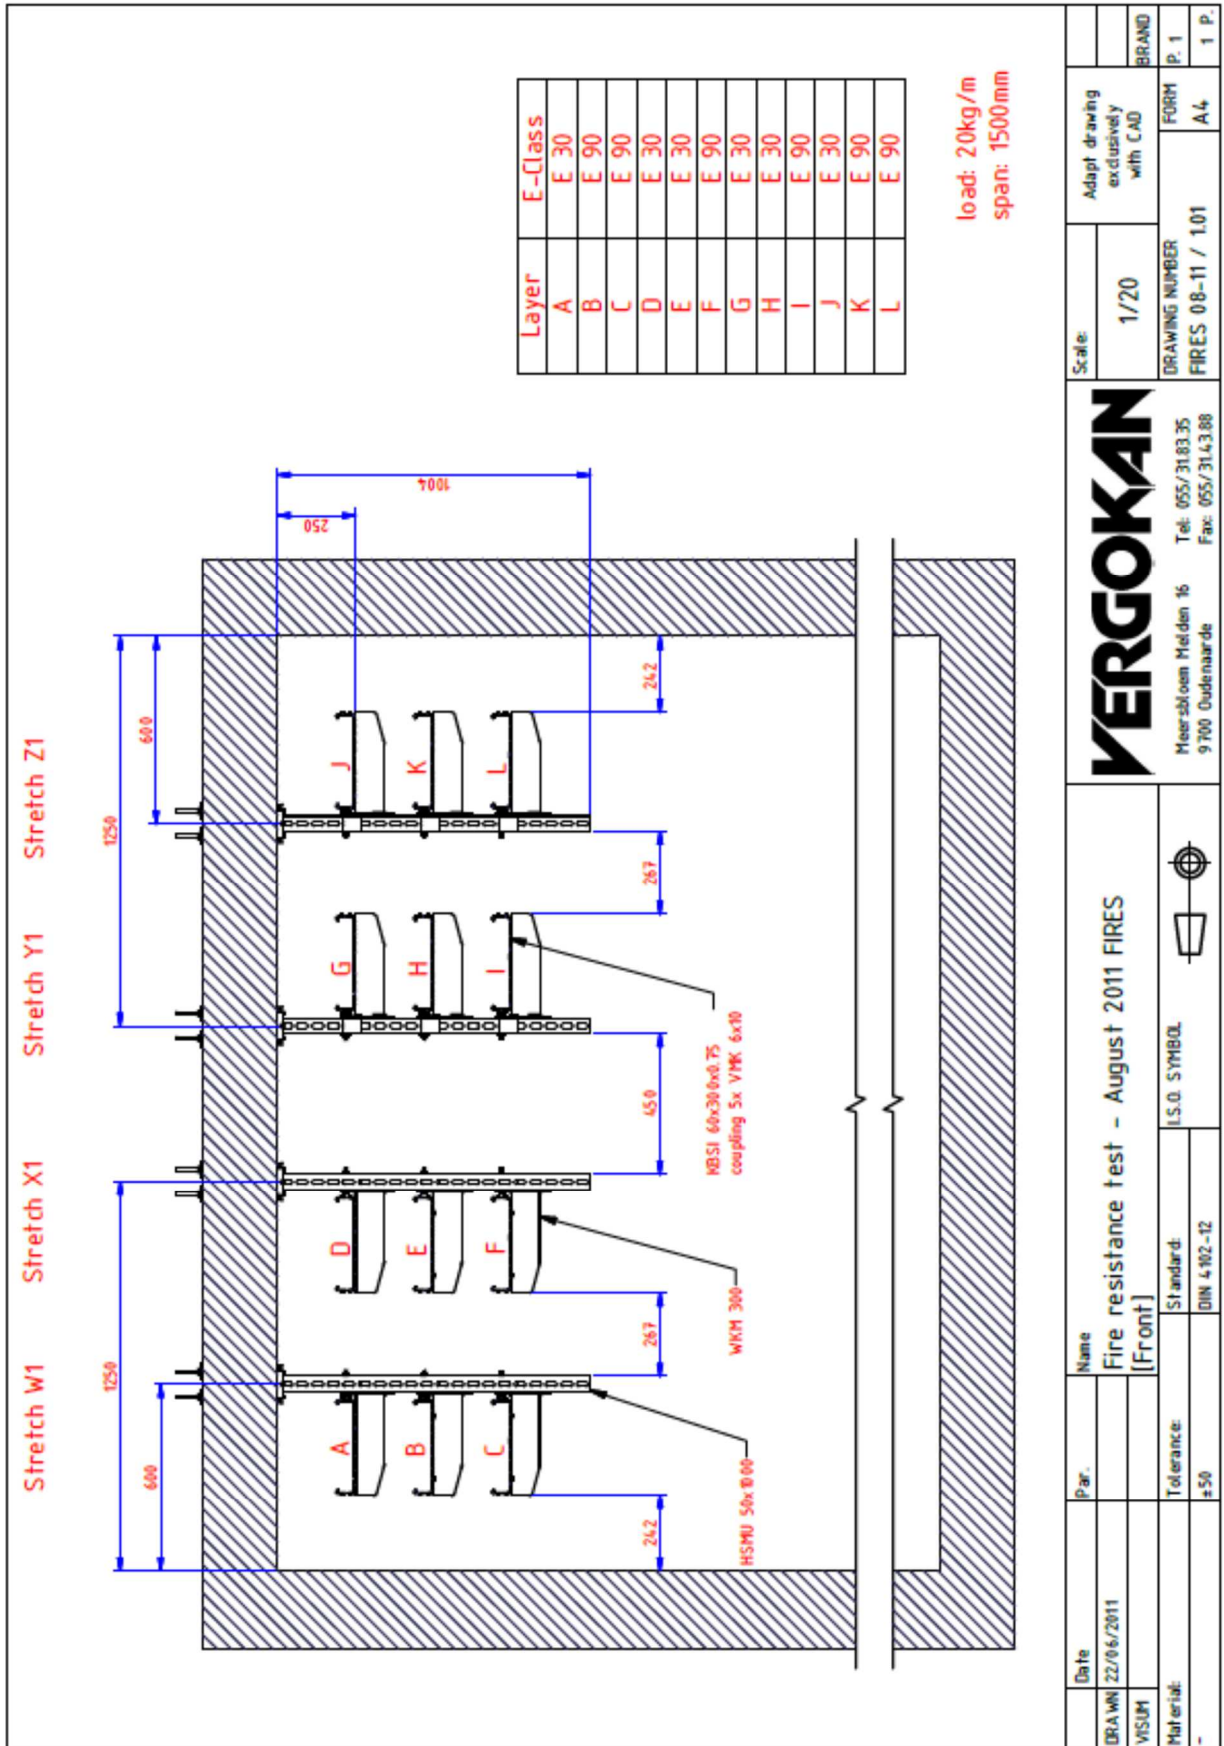 Stretch W1
Stretch X1
Stretch Y1
Stretch Z1
1250
1250
600
600
A
B
C
D
E
F
G
H
I
J
K
L
250
1004
242
267
450
267
242
HSMU 50x1000
WKM 300
KBSI 60x300x0.75
coupling 5x VMK 6x10
Layer E-Class
A E 30
B E 90
C E 90
D E 30
E E 30
F E 90
G E 30
H E 30
I E 90
J E 30
K E 90
L E 90
load: 20kg/m
span: 1500mm
Date
Par.
DRAWN 22/06/2011
VISUM
Name
Fire resistance test - August 2011 FIRES
[Front]
Material:
-
Tolerance:
±50
Standard:
DIN 4102-12
I.S.O. SYMBOL
VERGOKAN
Meersbloem Melden 16 Tel: 055/31.83.35
9700 Oudenaarde Fax: 055/31.43.88
Scale:
1/20
Adapt drawing
exclusively
with CAD
BRAND
DRAWING NUMBER
FIRES 08-11 / 1.01
FORM
A4
P. 1
1 P.